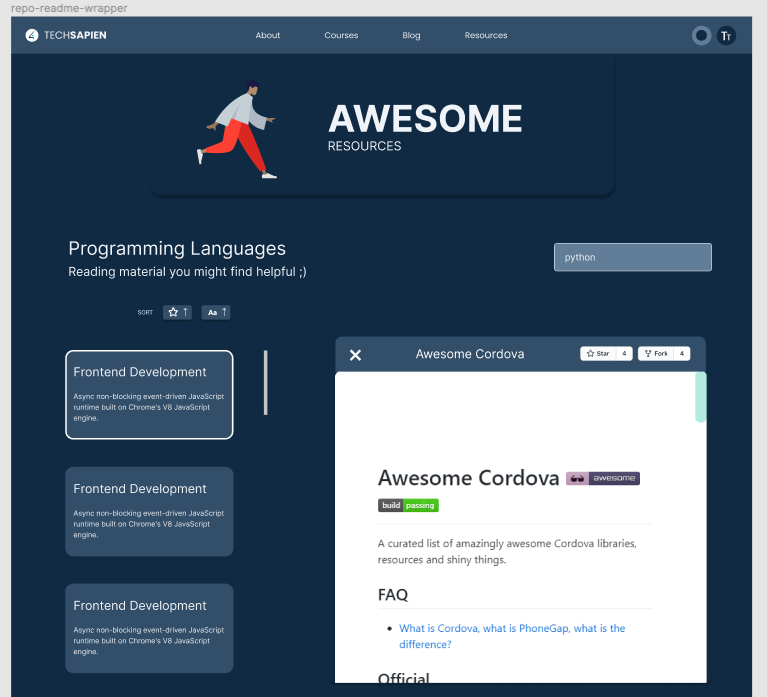 repo-readme-wrapper
TECHSAPIEN
About
Courses
Blog
Resources
TT
AWESOME
RESOURCES
Programming Languages
Reading material you might find helpful ;)
python
SORT
Aa
Frontend Development
Async non-blocking event-driven JavaScript
runtime built on Chrome's V8 JavaScript
engine.
Frontend Development
Async non-blocking event-driven JavaScript
runtime built on Chrome's V8 JavaScript
engine.
Frontend Development
Async non-blocking event-driven JavaScript
runtime built on Chrome's V8 JavaScript
engine.
Awesome Cordova
Star 4
Fork 4
Awesome Cordova awesome
build passing
A curated list of amazingly awesome Cordova libraries,
resources and shiny things.
FAQ
What is Cordova, what is PhoneGap, what is the
difference?
Official